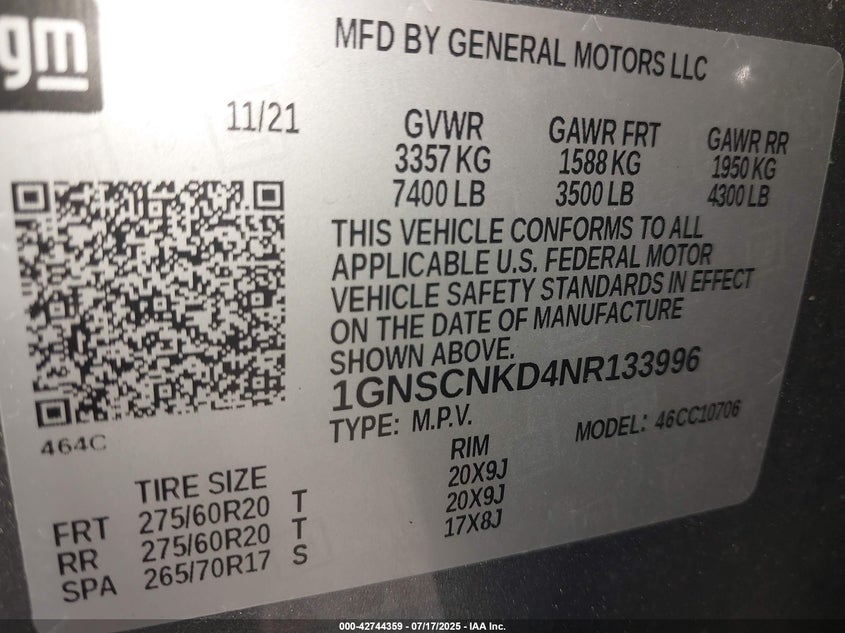 gm
MFD BY GENERAL MOTORS LLC
11/21
GVWR GAWR FRT GAWR RR
3357 KG 1588 KG 1950 KG
7400 LB 3500 LB 4300 LB
THIS VEHICLE CONFORMS TO ALL
APPLICABLE U.S. FEDERAL MOTOR
VEHICLE SAFETY STANDARDS IN EFFECT
ON THE DATE OF MANUFACTURE
SHOWN ABOVE.
1GNSCNKD4NR133996
TYPE: M.P.V. MODEL: 46CC10706
464C
TIRE SIZE RIM
FRT 275/60R20 T 20X9J
RR 275/60R20 T 20X9J
SPA 265/70R17 S 17X8J
000-42744359 - 07/17/2025 - IAA Inc.